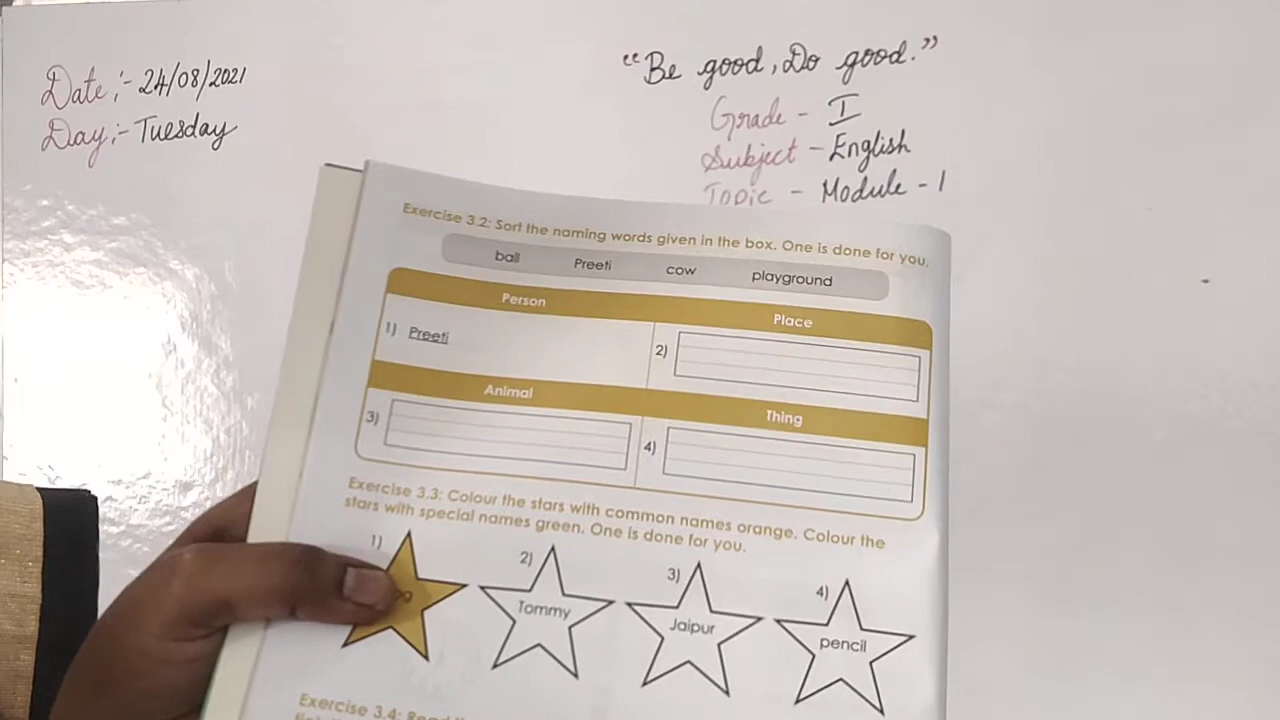 Date :- 24/08/2021
Day :- Tuesday
"Be good, Do good."
Grade - I
Subject - English
Topic - Module - 1
Exercise 3.2: Sort the naming words given in the box. One is done for you.
ball Preeti cow playground
Person Place
1) Preeti 2)
Animal Thing
3) 4)
Exercise 3.3: Colour the stars with common names orange. Colour the
stars with special names green. One is done for you.
1) 2) Tommy 3) Jaipur 4) pencil
Exercise 3.4: